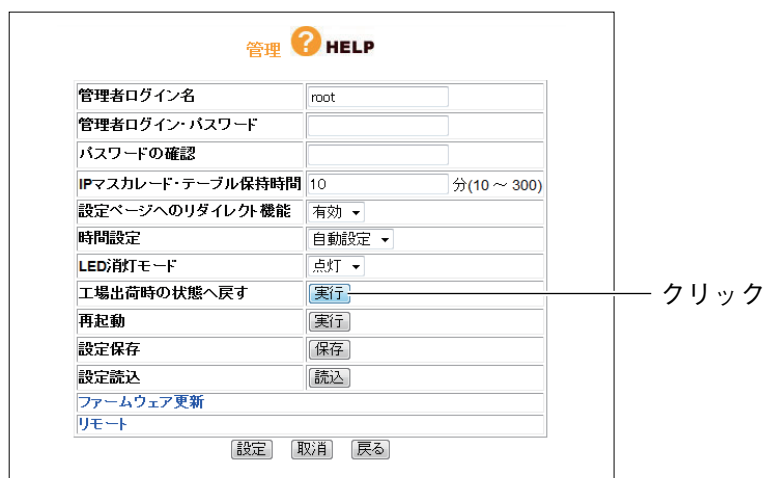 管理 ? HELP
管理者ログイン名 root
管理者ログイン・パスワード
パスワードの確認
IPマスカレード・テーブル保持時間 10 分(10 ～ 300)
設定ページへのリダイレクト機能 有効
時間設定 自動設定
LED消灯モード 点灯
工場出荷時の状態へ戻す 実行 クリック
再起動 実行
設定保存 保存
設定読込 読込
ファームウェア更新
リモート
設定 取消 戻る